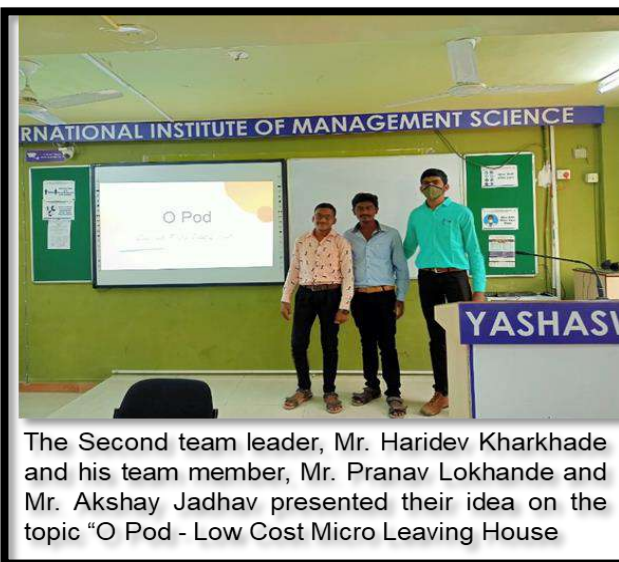 RNATIONAL INSTITUTE OF MANAGEMENT SCIENCE
O Pod
YASHASW
The Second team leader, Mr. Haridev Kharkhade
and his team member, Mr. Pranav Lokhande and
Mr. Akshay Jadhav presented their idea on the
topic “O Pod - Low Cost Micro Leaving House